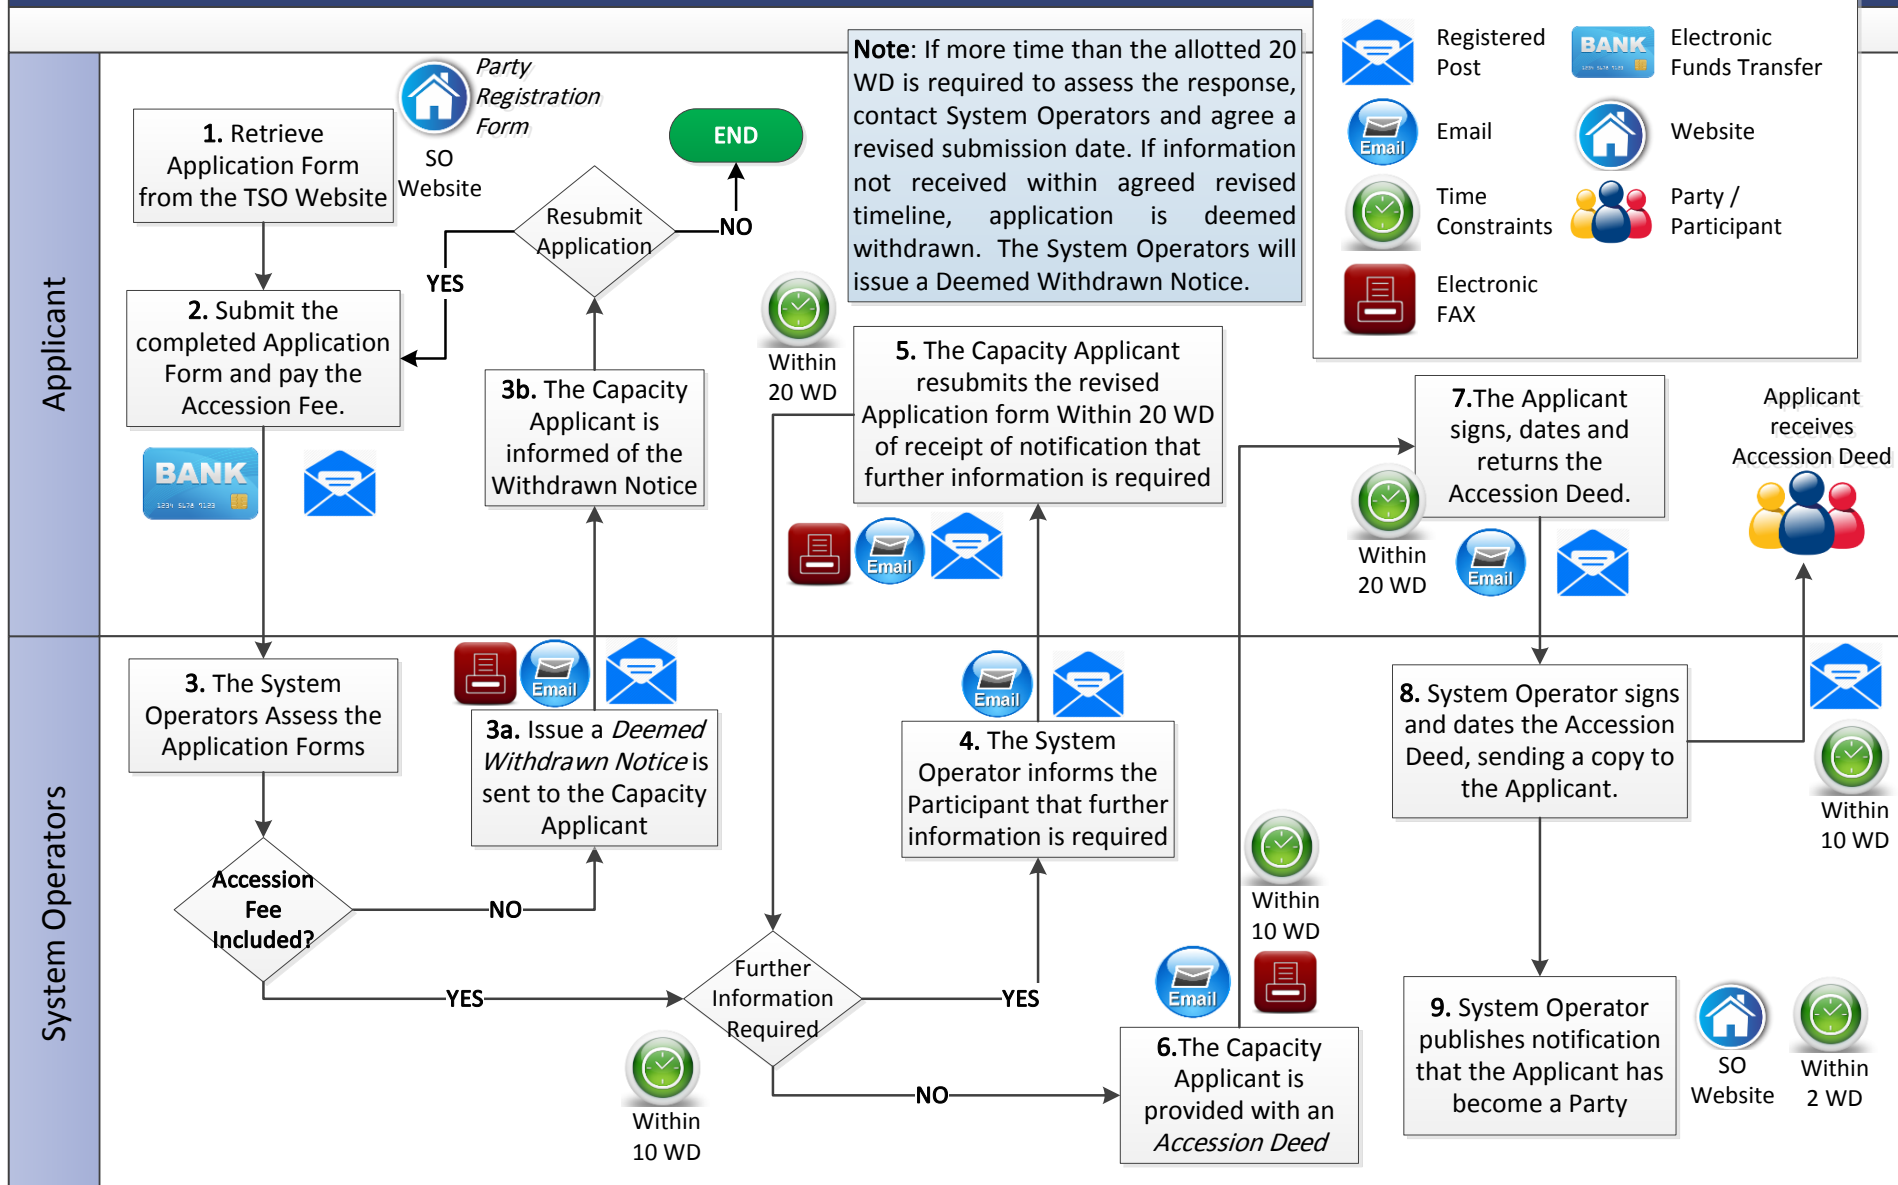 Applicant
System Operators
Party
Registration
Form
SO
Website
1. Retrieve
Application Form
from the TSO Website
END
Resubmit
Application
NO
YES
2. Submit the
completed Application
Form and pay the
Accession Fee.
BANK
1234 5678 9123
3b. The Capacity
Applicant is
informed of the
Withdrawn Notice
Note: If more time than the allotted 20
WD is required to assess the response,
contact System Operators and agree a
revised submission date. If information
not received within agreed revised
timeline, application is deemed
withdrawn. The System Operators will
issue a Deemed Withdrawn Notice.
Registered
Post
BANK
1234 5678 9123
Electronic
Funds Transfer
Email
Email
Website
Time
Constraints
Party /
Participant
Electronic
FAX
Within
20 WD
5. The Capacity Applicant
resubmits the revised
Application form Within 20 WD
of receipt of notification that
further information is required
Email
7.The Applicant
signs, dates and
returns the
Accession Deed.
Within
20 WD
Email
Applicant
receives
Accession Deed
3. The System
Operators Assess the
Application Forms
Email
3a. Issue a Deemed
Withdrawn Notice is
sent to the Capacity
Applicant
Accession
Fee
Included?
NO
YES
Email
4. The System
Operator informs the
Participant that further
information is required
Further
Information
Required
YES
NO
Within
10 WD
Within
10 WD
Email
6.The Capacity
Applicant is
provided with an
Accession Deed
8. System Operator signs
and dates the Accession
Deed, sending a copy to
the Applicant.
Within
10 WD
9. System Operator
publishes notification
that the Applicant has
become a Party
SO
Website
Within
2 WD